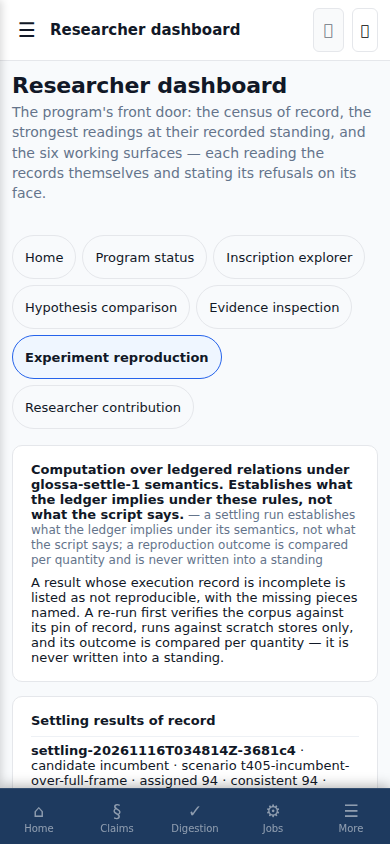 ☰ Researcher dashboard
Researcher dashboard
The program's front door: the census of record, the
strongest readings at their recorded standing, and
the six working surfaces — each reading the
records themselves and stating its refusals on its
face.
Home Program status Inscription explorer
Hypothesis comparison Evidence inspection
Experiment reproduction
Researcher contribution
Computation over ledgered relations under
glossa-settle-1 semantics. Establishes what
the ledger implies under these rules, not
what the script says. — a settling run establishes
what the ledger implies under its semantics, not what
the script says; a reproduction outcome is compared
per quantity and is never written into a standing
A result whose execution record is incomplete is
listed as not reproducible, with the missing pieces
named. A re-run first verifies the corpus against
its pin of record, runs against scratch stores only,
and its outcome is compared per quantity — it is
never written into a standing.
Settling results of record
settling-20261116T034814Z-3681c4 ·
candidate incumbent · scenario t405-incumbent-
over-full-frame · assigned 94 · consistent 94 ·
Home Claims Digestion Jobs More